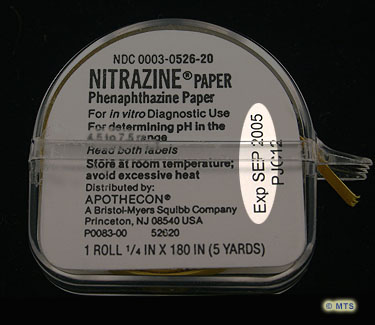 NDC 0003-0526-20
NITRAZINE® PAPER
Phenaphthazine Paper
For in vitro Diagnostic Use
For determining pH in the
4.5 to 7.5 range
Read both labels
Store at room temperature;
avoid excessive heat
Distributed by:
APOTHECON®
A Bristol-Myers Squibb Company
Princeton, NJ 08540 USA
P0083-00 52620
1 ROLL 1/4 IN X 180 IN (5 YARDS)
Exp SEP 2005
PJC12
© MTS